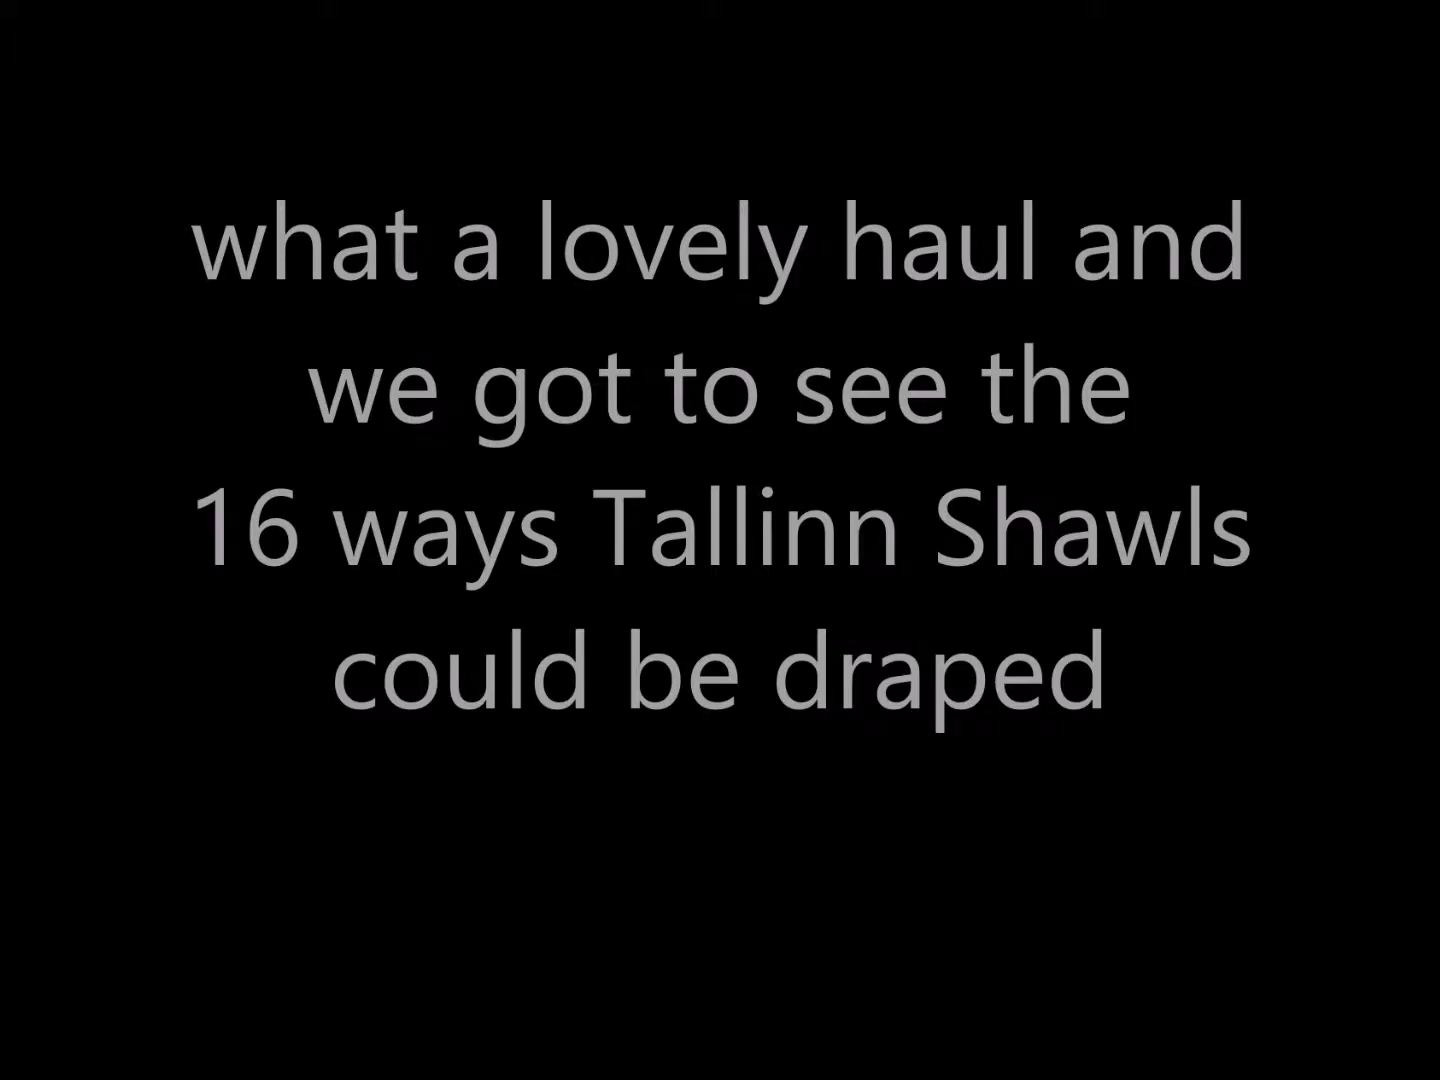 what a lovely haul and
we got to see the
16 ways Tallinn Shawls
could be draped